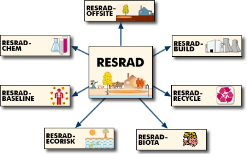 RESRAD-
OFFSITE
RESRAD-
CHEM
RESRAD-
BUILD
RESRAD
RESRAD-
BASELINE
RESRAD-
RECYCLE
RESRAD-
ECORISK
RESRAD-
BIOTA